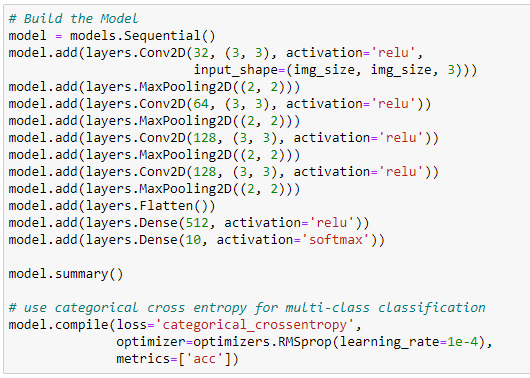 # Build the Model
model = models.Sequential()
model.add(layers.Conv2D(32, (3, 3), activation='relu',
                        input_shape=(img_size, img_size, 3)))
model.add(layers.MaxPooling2D((2, 2)))
model.add(layers.Conv2D(64, (3, 3), activation='relu'))
model.add(layers.MaxPooling2D((2, 2)))
model.add(layers.Conv2D(128, (3, 3), activation='relu'))
model.add(layers.MaxPooling2D((2, 2)))
model.add(layers.Conv2D(128, (3, 3), activation='relu'))
model.add(layers.MaxPooling2D((2, 2)))
model.add(layers.Flatten())
model.add(layers.Dense(512, activation='relu'))
model.add(layers.Dense(10, activation='softmax'))

model.summary()

# use categorical cross entropy for multi-class classification
model.compile(loss='categorical_crossentropy',
              optimizer=optimizers.RMSprop(learning_rate=1e-4),
              metrics=['acc'])